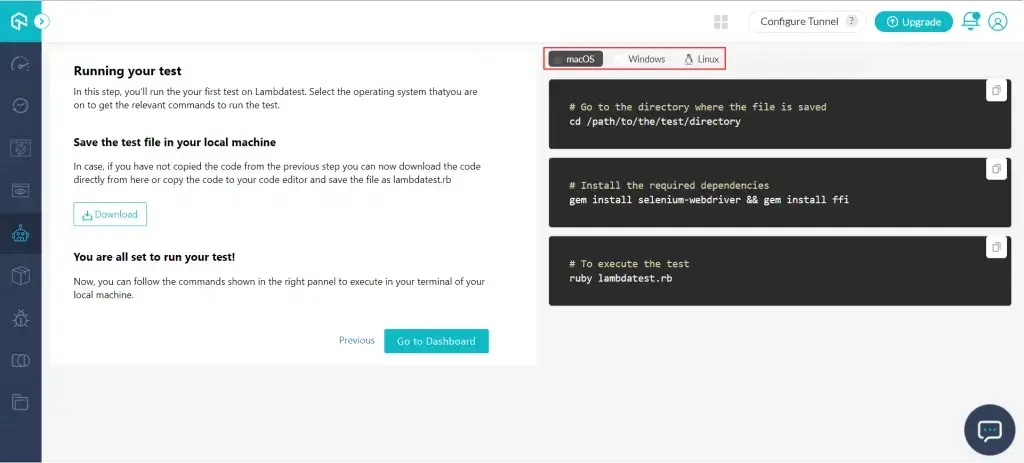 Configure Tunnel ?
Upgrade
Running your test
In this step, you'll run the your first test on Lambdatest. Select the operating system thatyou are
on to get the relevant commands to run the test.
Save the test file in your local machine
In case, if you have not copied the code from the previous step you can now download the code
directly from here or copy the code to your code editor and save the file as lambdatest.rb
Download
You are all set to run your test!
Now, you can follow the commands shown in the right pannel to execute in your terminal of your
local machine.
Previous
Go to Dashboard
macOS
Windows
Linux
# Go to the directory where the file is saved
cd /path/to/the/test/directory
# Install the required dependencies
gem install selenium-webdriver && gem install ffi
# To execute the test
ruby lambdatest.rb